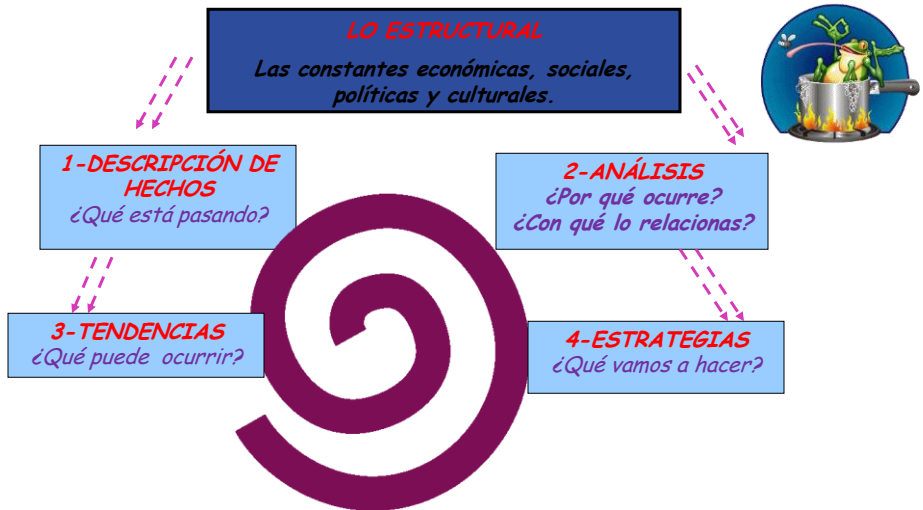 LO ESTRUCTURAL
Las constantes económicas, sociales,
políticas y culturales.
1-DESCRIPCIÓN DE
HECHOS
¿Qué está pasando?
2-ANÁLISIS
¿Por qué ocurre?
¿Con qué lo relacionas?
3-TENDENCIAS
¿Qué puede ocurrir?
4-ESTRATEGIAS
¿Qué vamos a hacer?